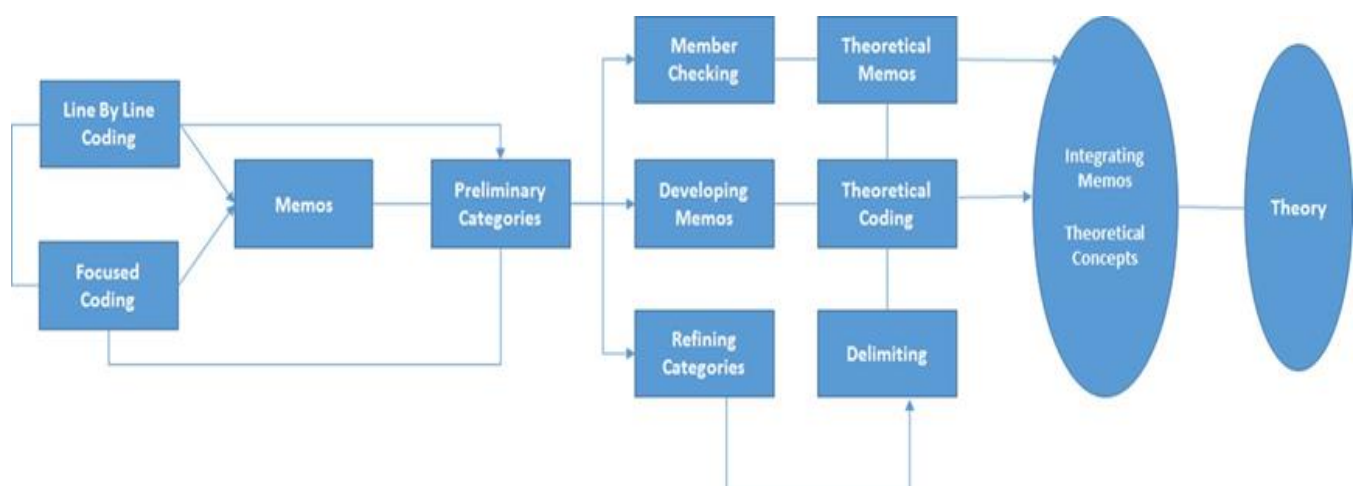 Line By Line
Coding
Focused
Coding
Memos
Preliminary
Categories
Member
Checking
Developing
Memos
Refining
Categories
Theoretical
Memos
Theoretical
Coding
Delimiting
Integrating
Memos
Theoretical
Concepts
Theory